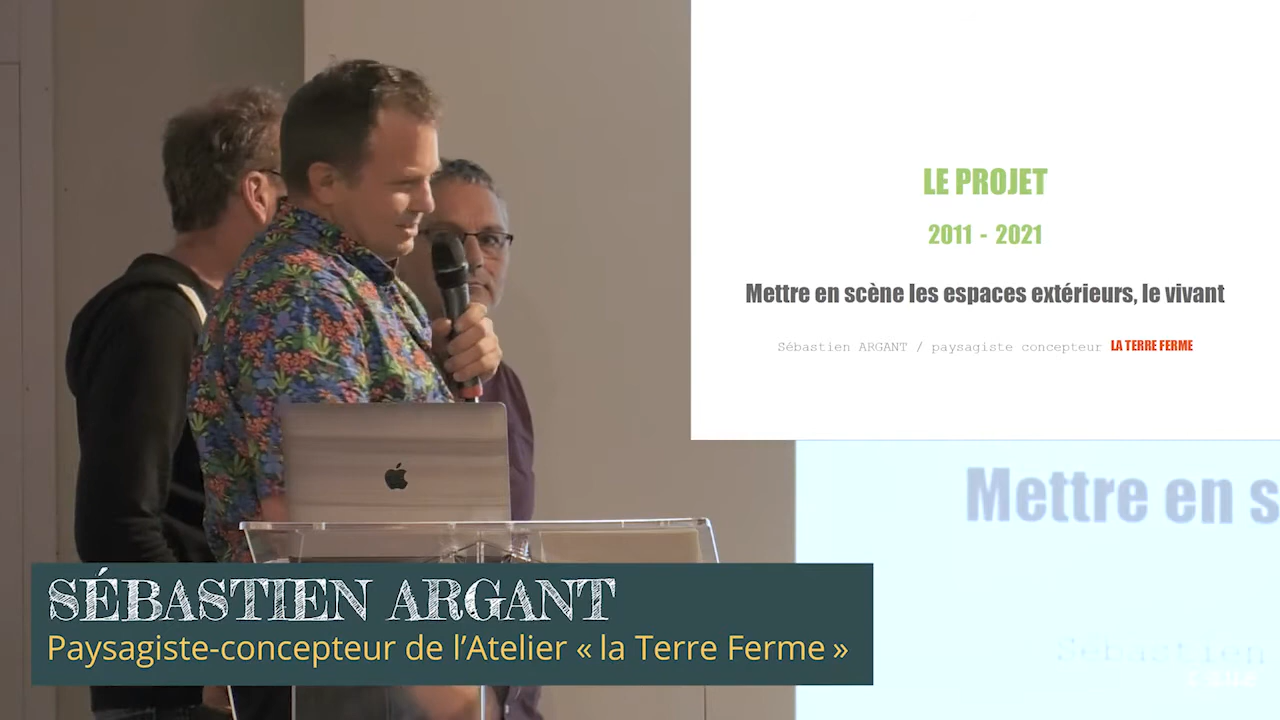 LE PROJET
2011 - 2021
Mettre en scène les espaces extérieurs, le vivant
Sébastien ARGANT / paysagiste concepteur LA TERRE FERME
Mettre en s
Sébastien
SÉBASTIEN ARGANT
Paysagiste-concepteur de l’Atelier « la Terre Ferme »